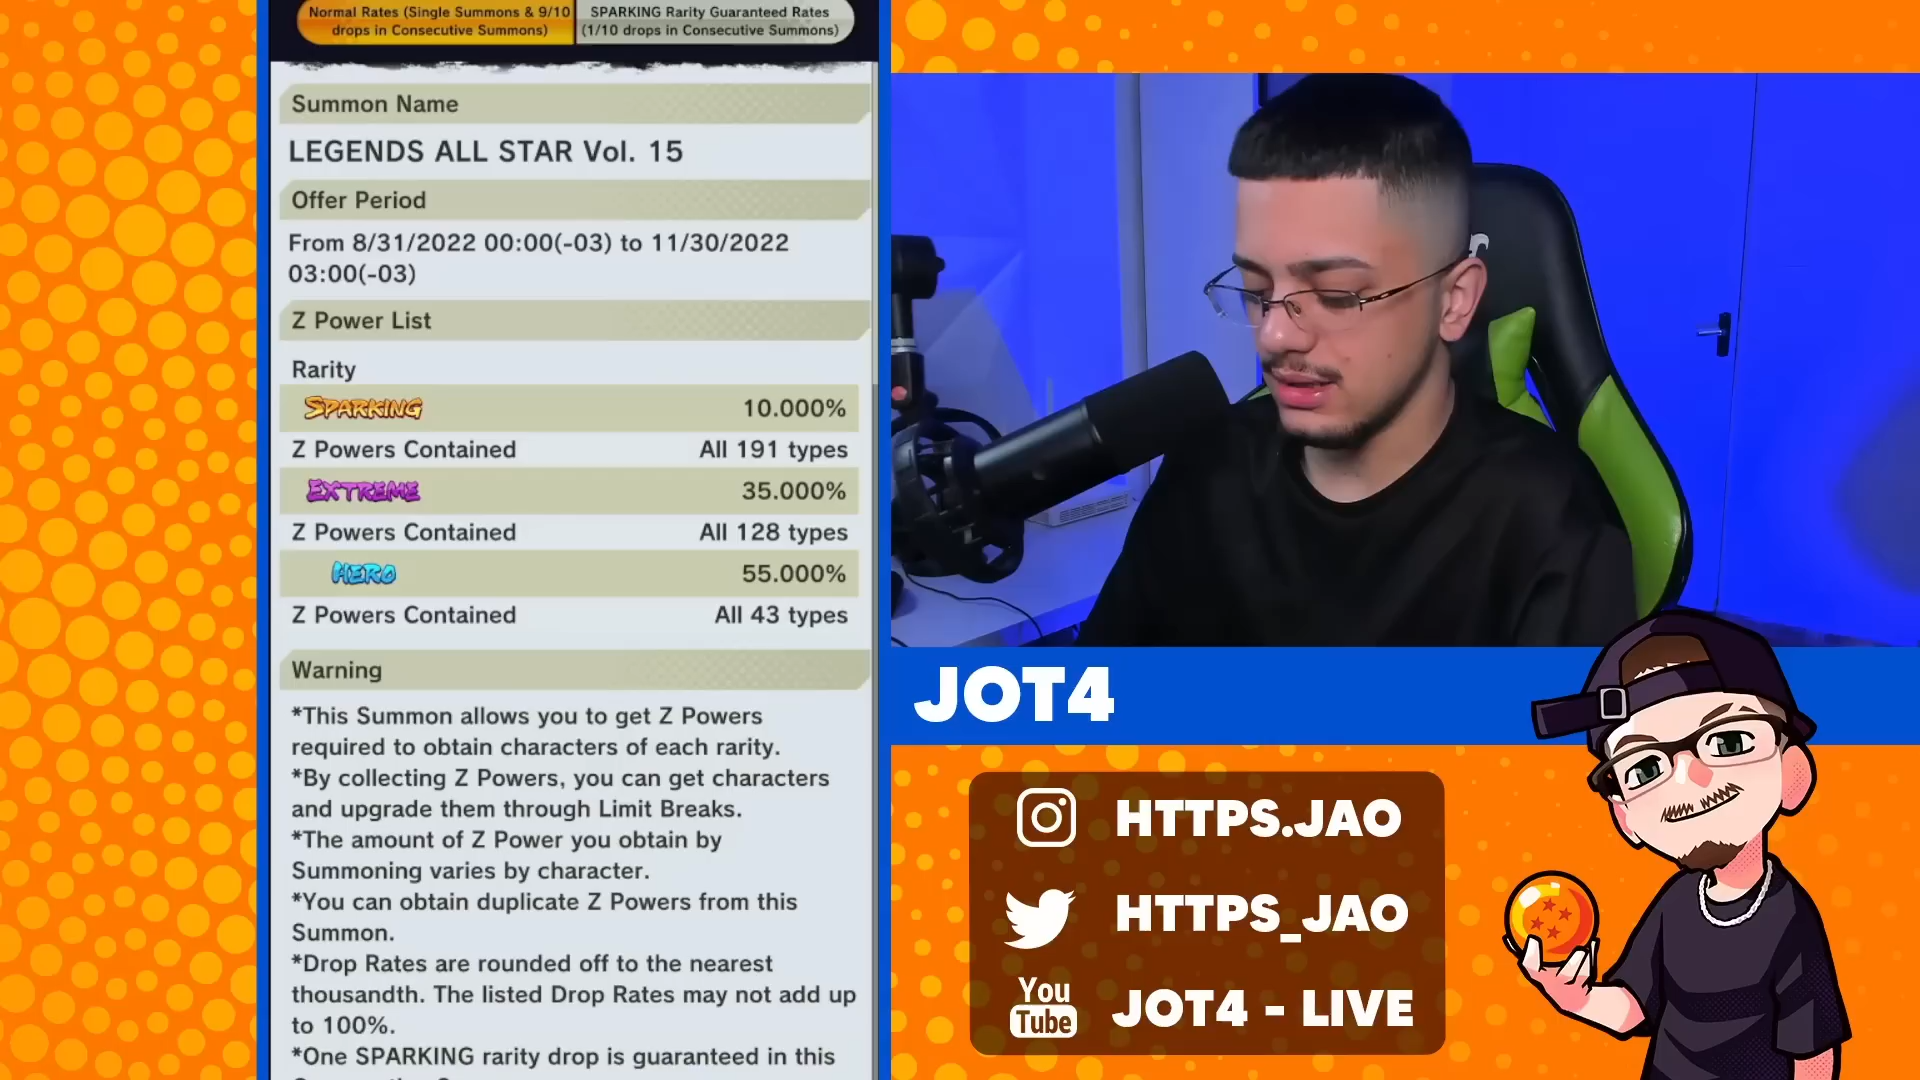 Normal Rates (Single Summons & 9/10
drops in Consecutive Summons)
SPARKING Rarity Guaranteed Rates
(1/10 drops in Consecutive Summons)
Summon Name
LEGENDS ALL STAR Vol. 15
Offer Period
From 8/31/2022 00:00(-03) to 11/30/2022
03:00(-03)
Z Power List
Rarity
SPARKING 10.000%
Z Powers Contained All 191 types
EXTREME 35.000%
Z Powers Contained All 128 types
HERO 55.000%
Z Powers Contained All 43 types
Warning
*This Summon allows you to get Z Powers
required to obtain characters of each rarity.
*By collecting Z Powers, you can get characters
and upgrade them through Limit Breaks.
*The amount of Z Power you obtain by
Summoning varies by character.
*You can obtain duplicate Z Powers from this
Summon.
*Drop Rates are rounded off to the nearest
thousandth. The listed Drop Rates may not add up
to 100%.
*One SPARKING rarity drop is guaranteed in this
JOT4
HTTPS.JAO
HTTPS_JAO
You
Tube
JOT4 - LIVE